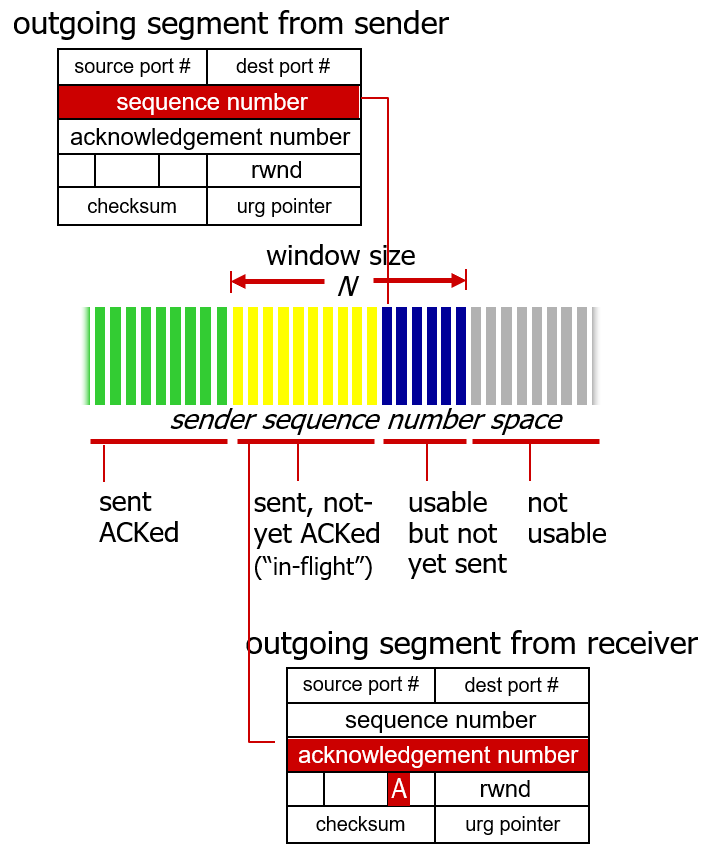 outgoing segment from sender
source port #
dest port #
sequence number
acknowledgement number
rwnd
checksum
urg pointer
window size
N
sender sequence number space
sent
ACKed
sent, not-
yet ACKed
(“in-flight”)
usable
but not
yet sent
not
usable
outgoing segment from receiver
source port #
dest port #
sequence number
acknowledgement number
A
rwnd
checksum
urg pointer